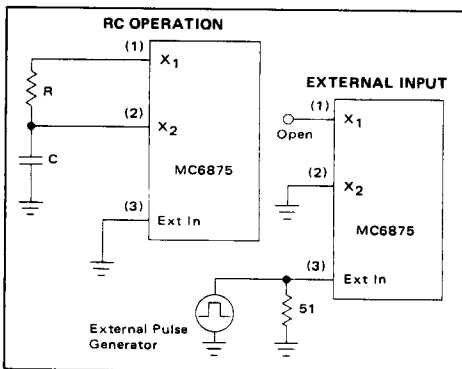 RC OPERATION
(1)
X1
R
(2)
X2
C
MC6875
(3)
Ext In
EXTERNAL INPUT
(1)
X1
Open
(2)
X2
MC6875
(3)
Ext In
51
External Pulse
Generator